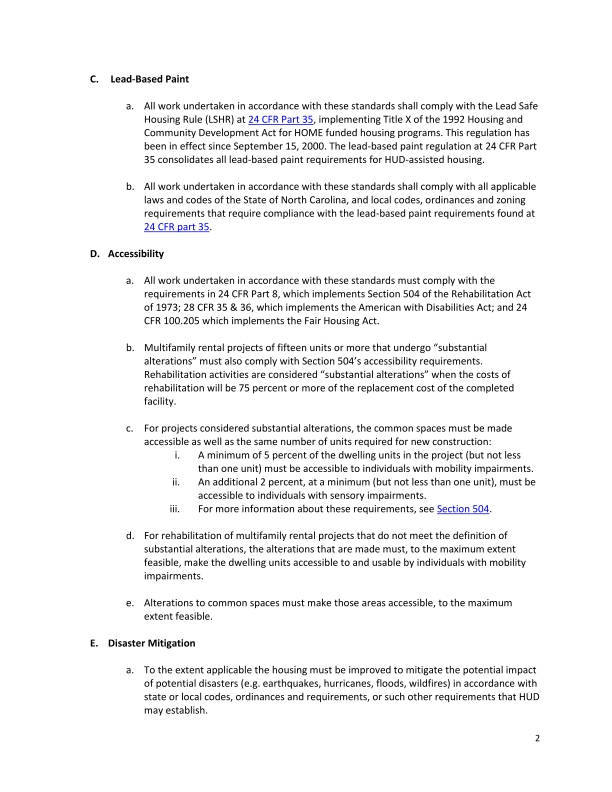 C. Lead-Based Paint
a. All work undertaken in accordance with these standards shall comply with the Lead Safe
Housing Rule (LSHR) at 24 CFR Part 35, implementing Title X of the 1992 Housing and
Community Development Act for HOME funded housing programs. This regulation has
been in effect since September 15, 2000. The lead-based paint regulation at 24 CFR Part
35 consolidates all lead-based paint requirements for HUD-assisted housing.
b. All work undertaken in accordance with these standards shall comply with all applicable
laws and codes of the State of North Carolina, and local codes, ordinances and zoning
requirements that require compliance with the lead-based paint requirements found at
24 CFR part 35.
D. Accessibility
a. All work undertaken in accordance with these standards must comply with the
requirements in 24 CFR Part 8, which implements Section 504 of the Rehabilitation Act
of 1973; 28 CFR 35 & 36, which implements the American with Disabilities Act; and 24
CFR 100.205 which implements the Fair Housing Act.
b. Multifamily rental projects of fifteen units or more that undergo “substantial
alterations” must also comply with Section 504’s accessibility requirements.
Rehabilitation activities are considered “substantial alterations” when the costs of
rehabilitation will be 75 percent or more of the replacement cost of the completed
facility.
c. For projects considered substantial alterations, the common spaces must be made
accessible as well as the same number of units required for new construction:
i. A minimum of 5 percent of the dwelling units in the project (but not less
than one unit) must be accessible to individuals with mobility impairments.
ii. An additional 2 percent, at a minimum (but not less than one unit), must be
accessible to individuals with sensory impairments.
iii. For more information about these requirements, see Section 504.
d. For rehabilitation of multifamily rental projects that do not meet the definition of
substantial alterations, the alterations that are made must, to the maximum extent
feasible, make the dwelling units accessible to and usable by individuals with mobility
impairments.
e. Alterations to common spaces must make those areas accessible, to the maximum
extent feasible.
E. Disaster Mitigation
a. To the extent applicable the housing must be improved to mitigate the potential impact
of potential disasters (e.g. earthquakes, hurricanes, floods, wildfires) in accordance with
state or local codes, ordinances and requirements, or such other requirements that HUD
may establish.
2